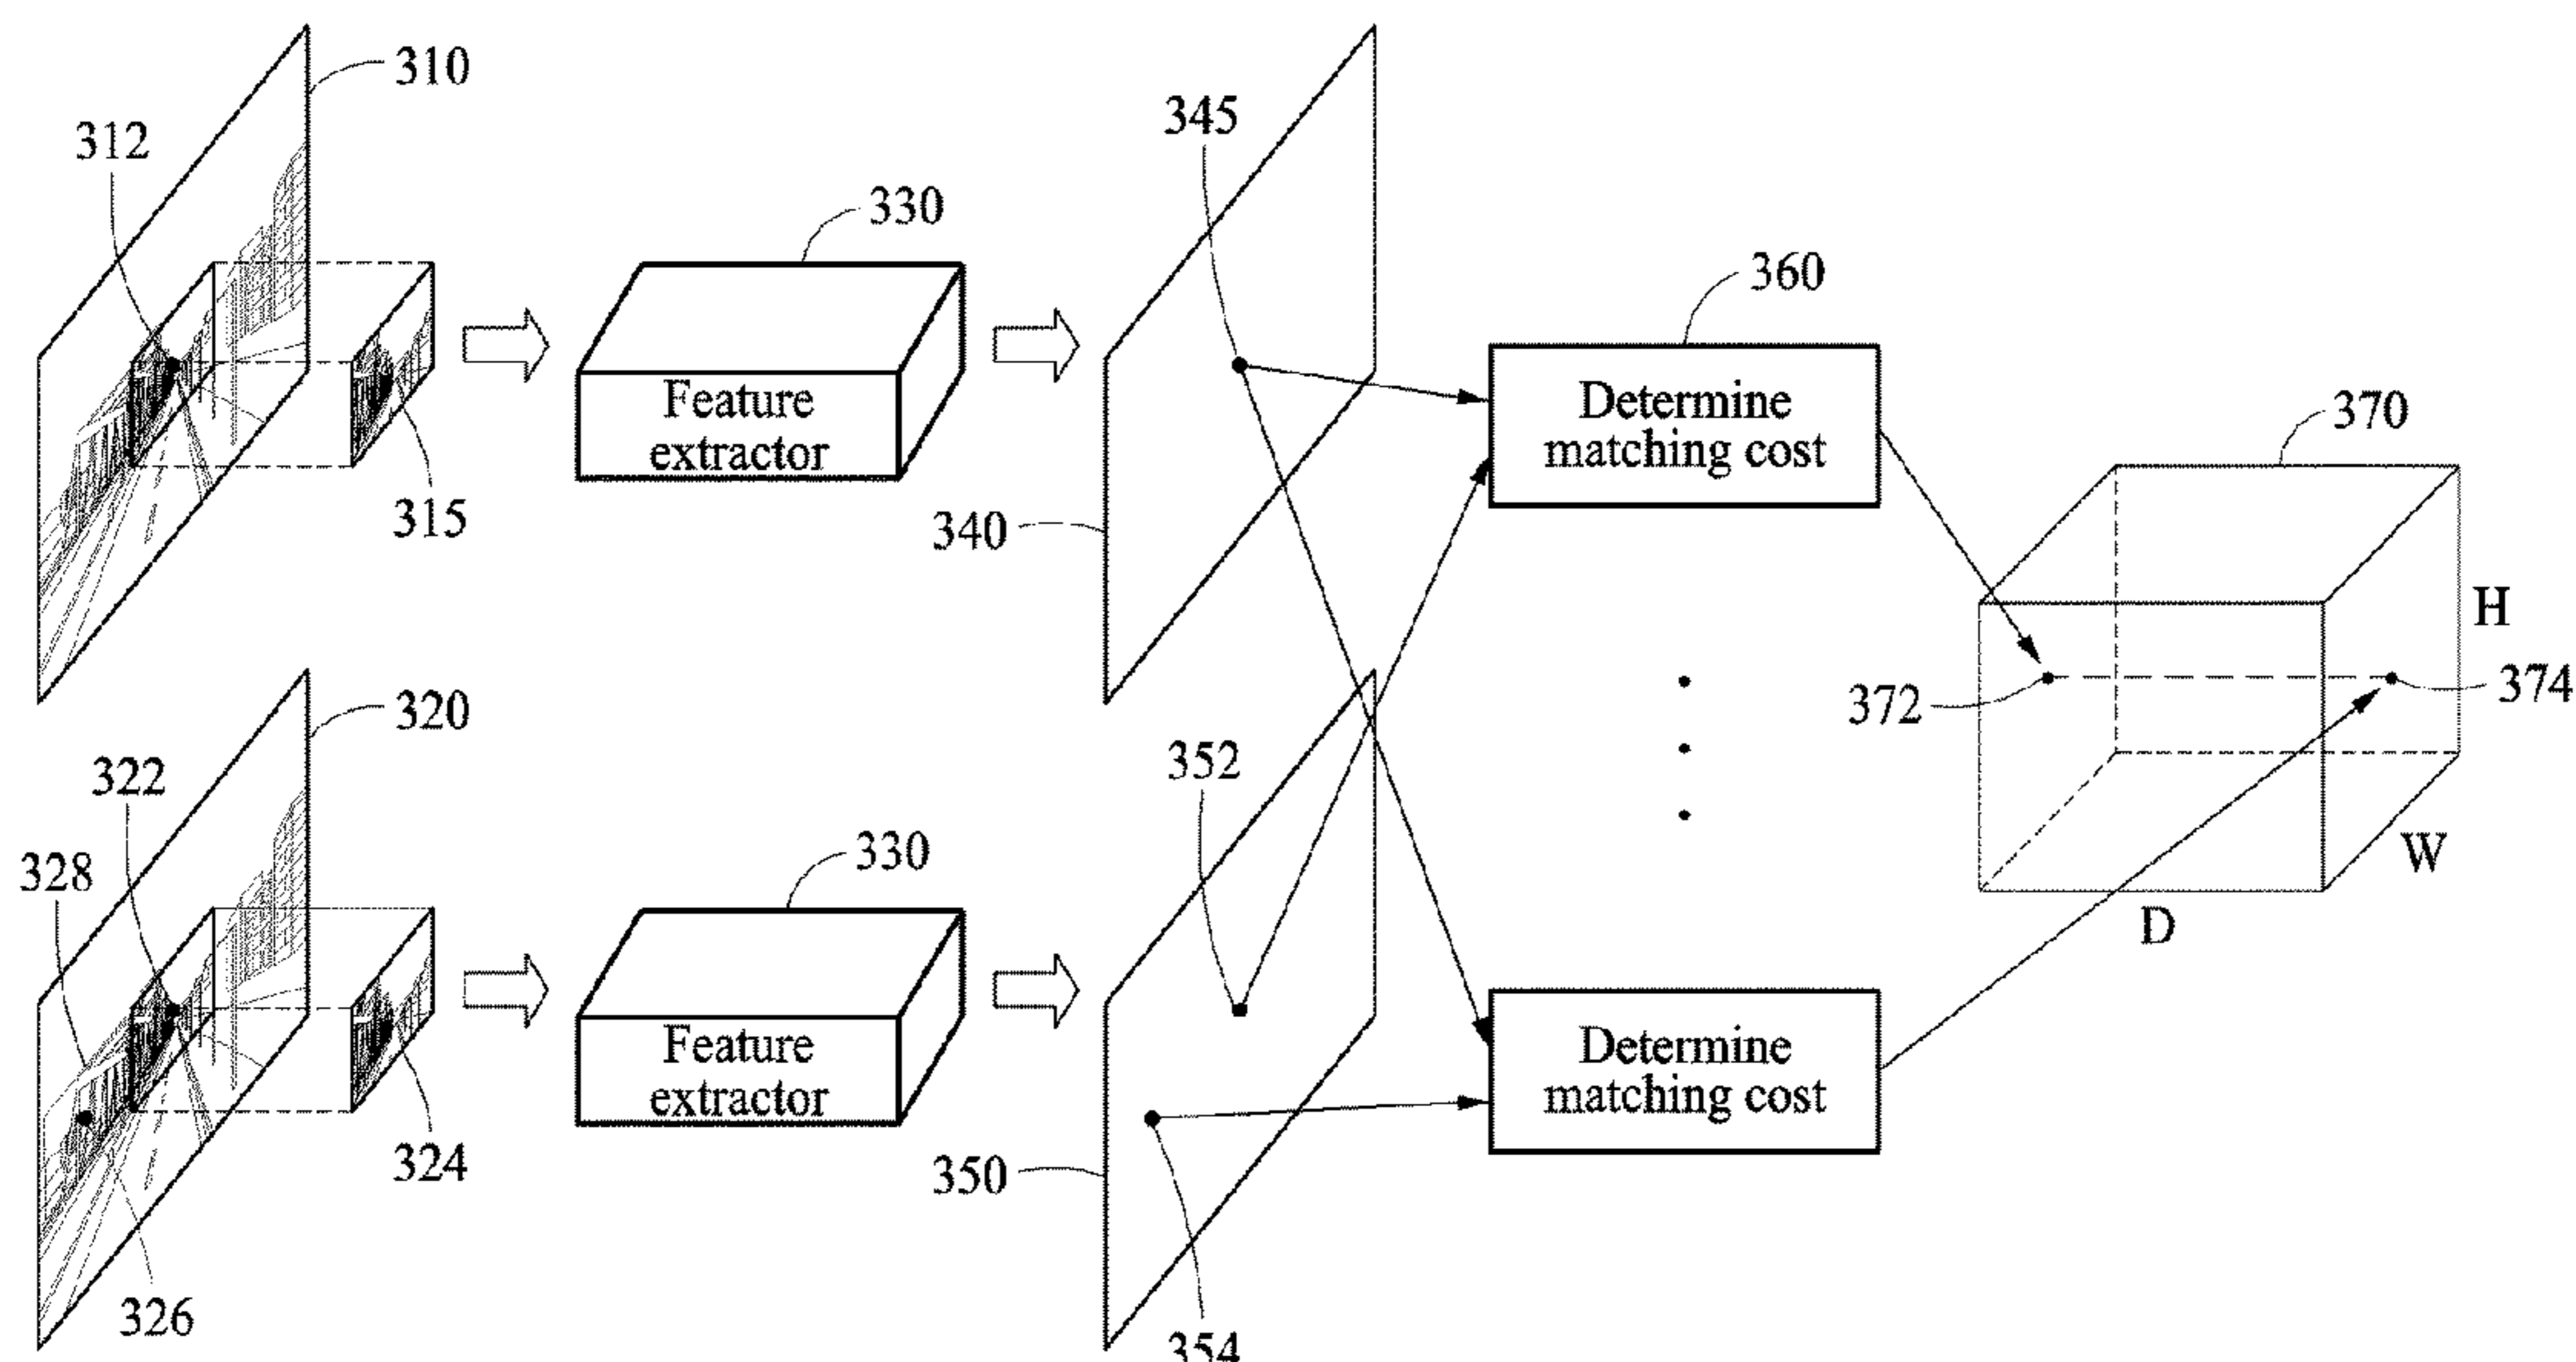 310
312
345
330
360
315
Feature
extractor
Determine
matching cost
370
340
H
372
374
320
352
322
328
330
W
D
324
Feature
extractor
Determine
matching cost
350
326
354